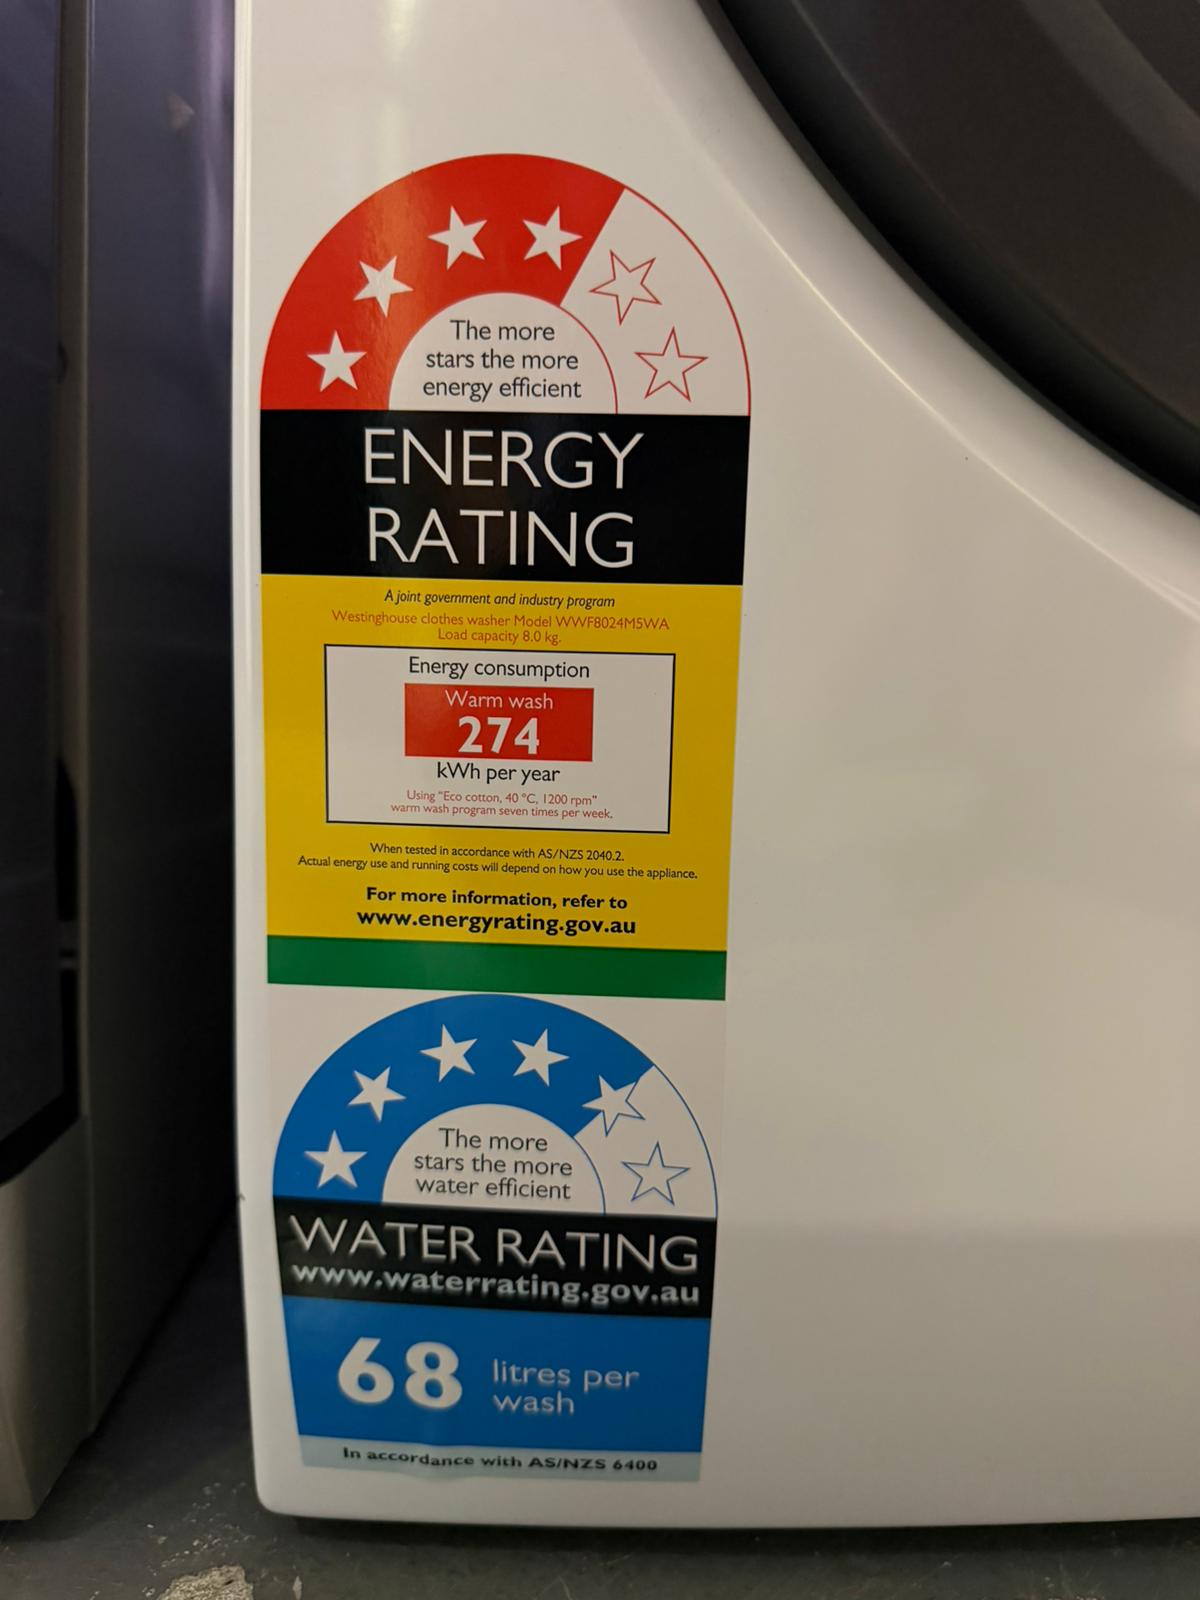 The more
stars the more
energy efficient
ENERGY
RATING
A joint government and industry program
Westinghouse clothes washer Model WWF8024M5WA
Load capacity 8.0 kg.
Energy consumption
Warm wash
274
kWh per year
Using "Eco cotton, 40 °C, 1200 rpm"
warm wash program seven times per week.
When tested in accordance with AS/NZS 2040.2.
Actual energy use and running costs will depend on how you use the appliance.
For more information, refer to
www.energyrating.gov.au
The more
stars the more
water efficient
WATER RATING
www.waterrating.gov.au
68 litres per
wash
In accordance with AS/NZS 6400